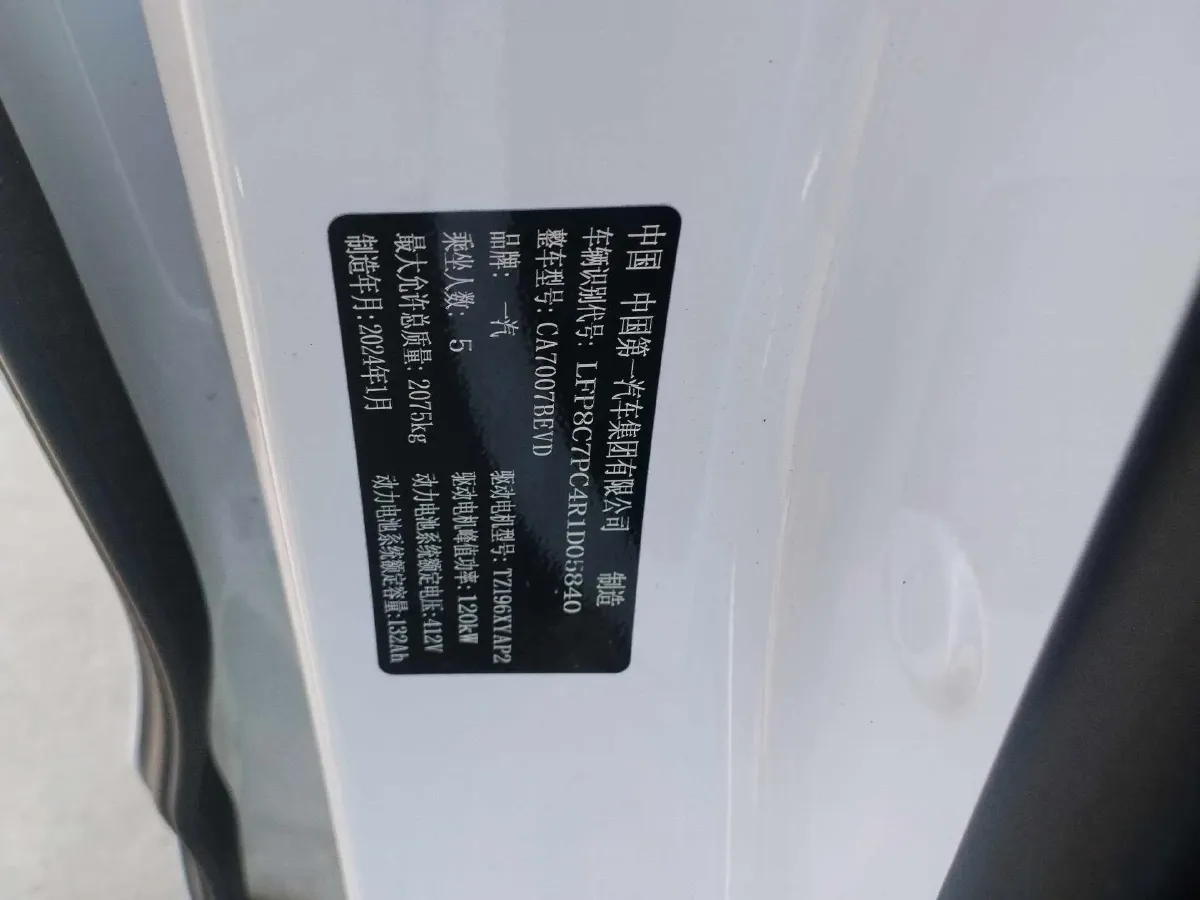 中国 中国第一汽车集团有限公司 制造
车辆识别代号: LFP8C7PC4R1D05840
整车型号: CA7007BEVD
品牌: 一汽 驱动电机型号: TZ196XYAP2
乘坐人数: 5 驱动电机峰值功率: 120kW
最大允许总质量: 2075kg 动力电池系统额定电压:412V
制造年月: 2024年1月 动力电池系统额定容量:132Ah